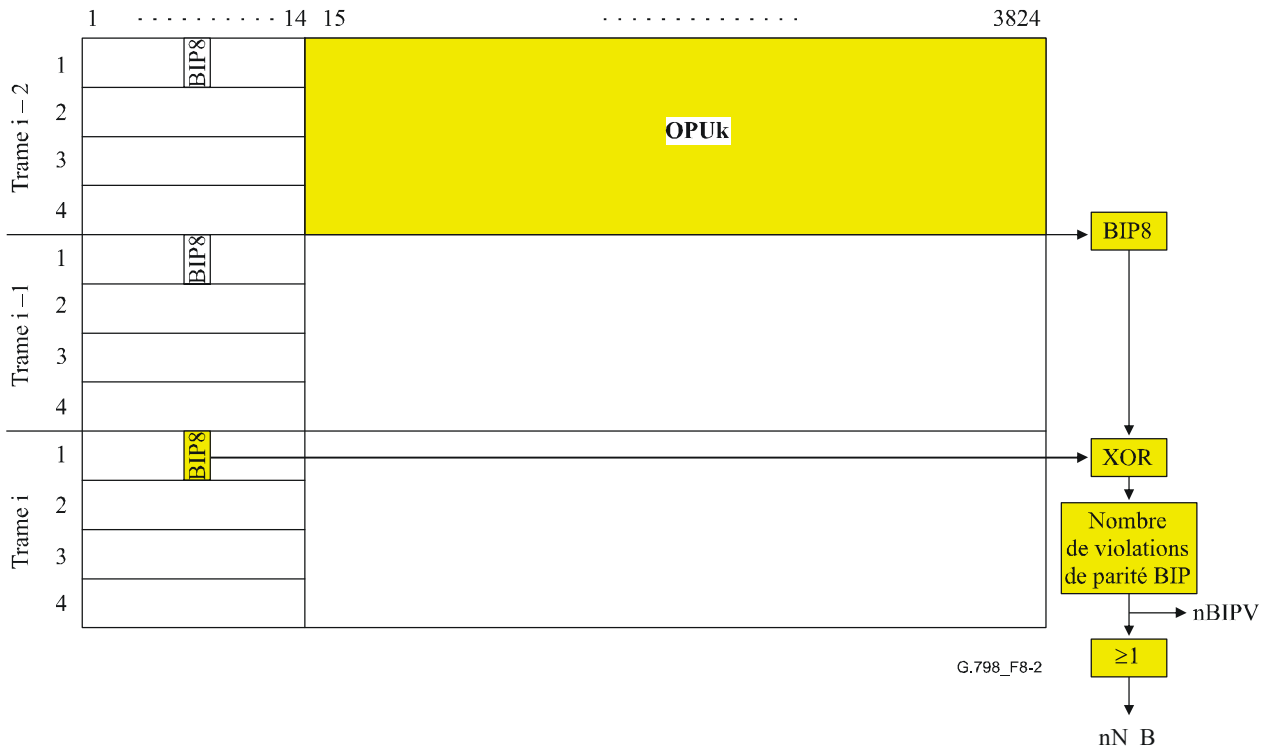 1 . . . . . . . . . . 14 15 . . . . . . . . . . . . . . . 3824
Trame i – 2
1 BIP8
2
3
4
OPUk
BIP8
Trame i –1
1 BIP8
2
3
4
Trame i
1 BIP8
2
3
4
XOR
Nombre
de violations
de parité BIP
nBIPV
≥1
nN_B
G.798_F8-2